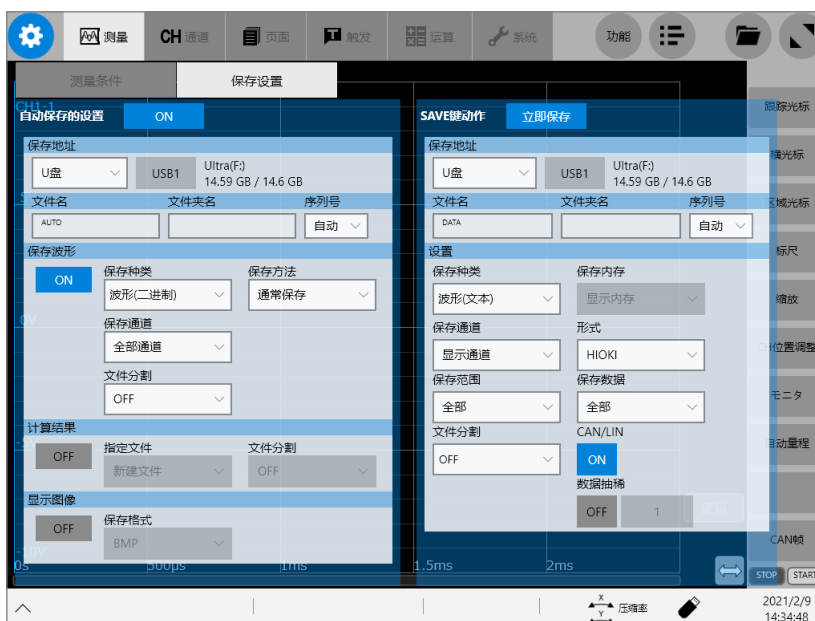 测量 CH 通道 页面 触发 运算 系统 功能
测量条件 保存设置
CH1-1
自动保存的设置 ON
保存地址
U盘 USB1 Ultra(F:)
14.59 GB / 14.6 GB
文件名 文件夹名 序列号
AUTO 自动
保存波形
ON
保存种类 保存方法
波形(二进制) 通常保存
保存通道
全部通道
文件分割
OFF
计算结果
OFF
指定文件 文件分割
新建文件 OFF
显示图像
OFF
保存格式
BMP
SAVE键动作 立即保存
保存地址
U盘 USB1 Ultra(F:)
14.59 GB / 14.6 GB
文件名 文件夹名 序列号
DATA 自动
设置
保存种类 保存内存
波形(文本) 显示内存
保存通道 形式
显示通道 HIOKI
保存范围 保存数据
全部 全部
文件分割 CAN/LIN
OFF ON
数据抽稀
OFF 1
跟踪光标
横光标
区域光标
标尺
缩放
CH位置调整
モニタ
自动量程
CAN帧
0V
-10V
0s 500μs 1ms 1.5ms 2ms
STOP START
X
Y
压缩率
2021/2/9
14:34:48